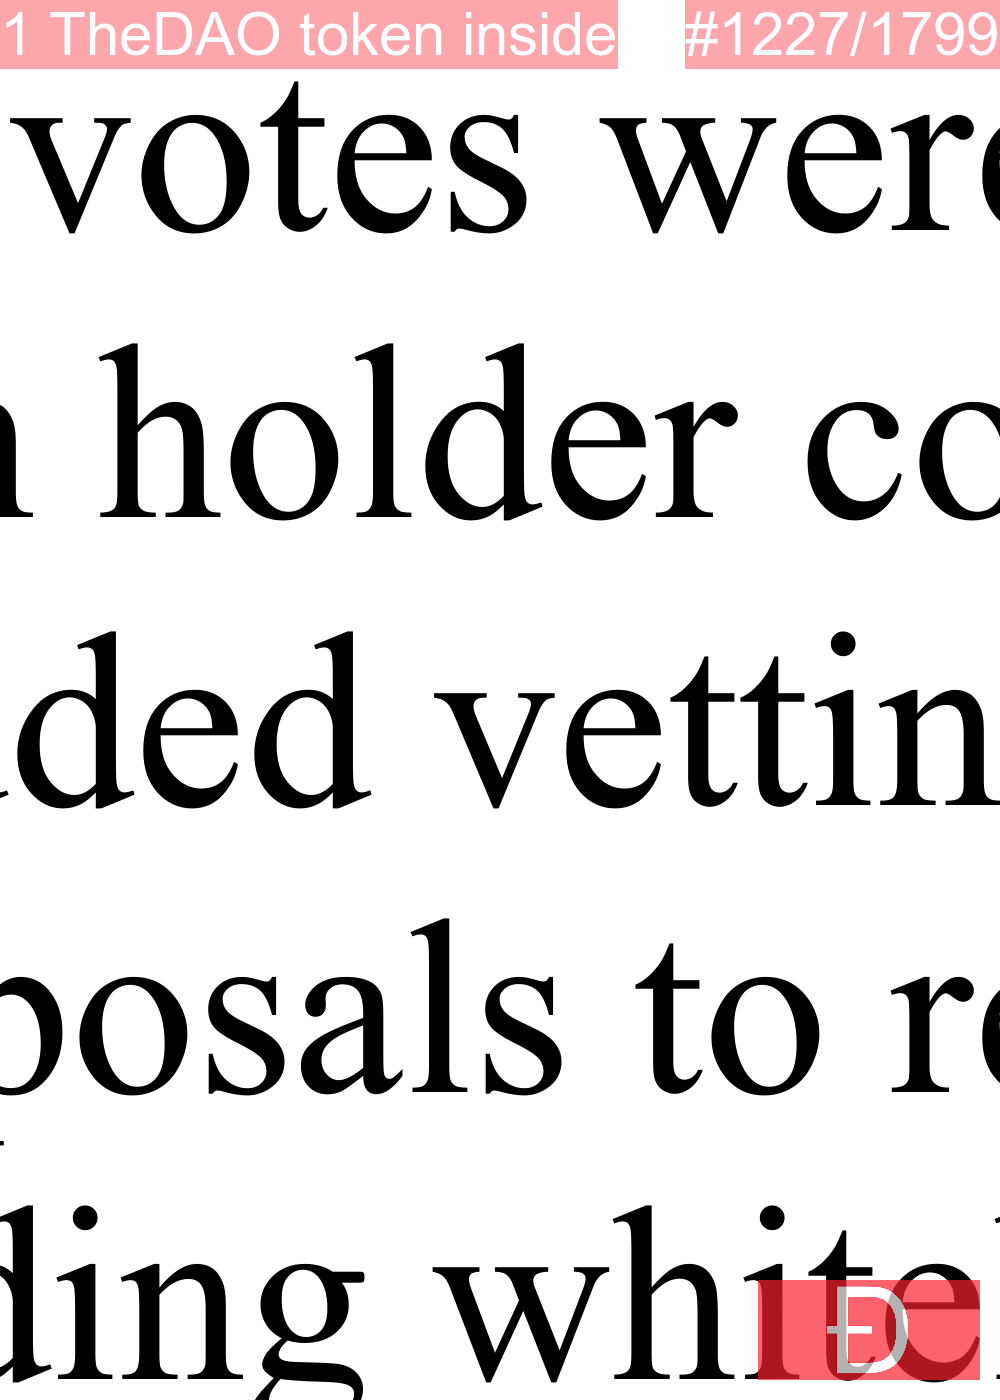 1 TheDAO token inside #1227/1799
votes were
holder co
ded vettin
posals to re
ding white
Đ